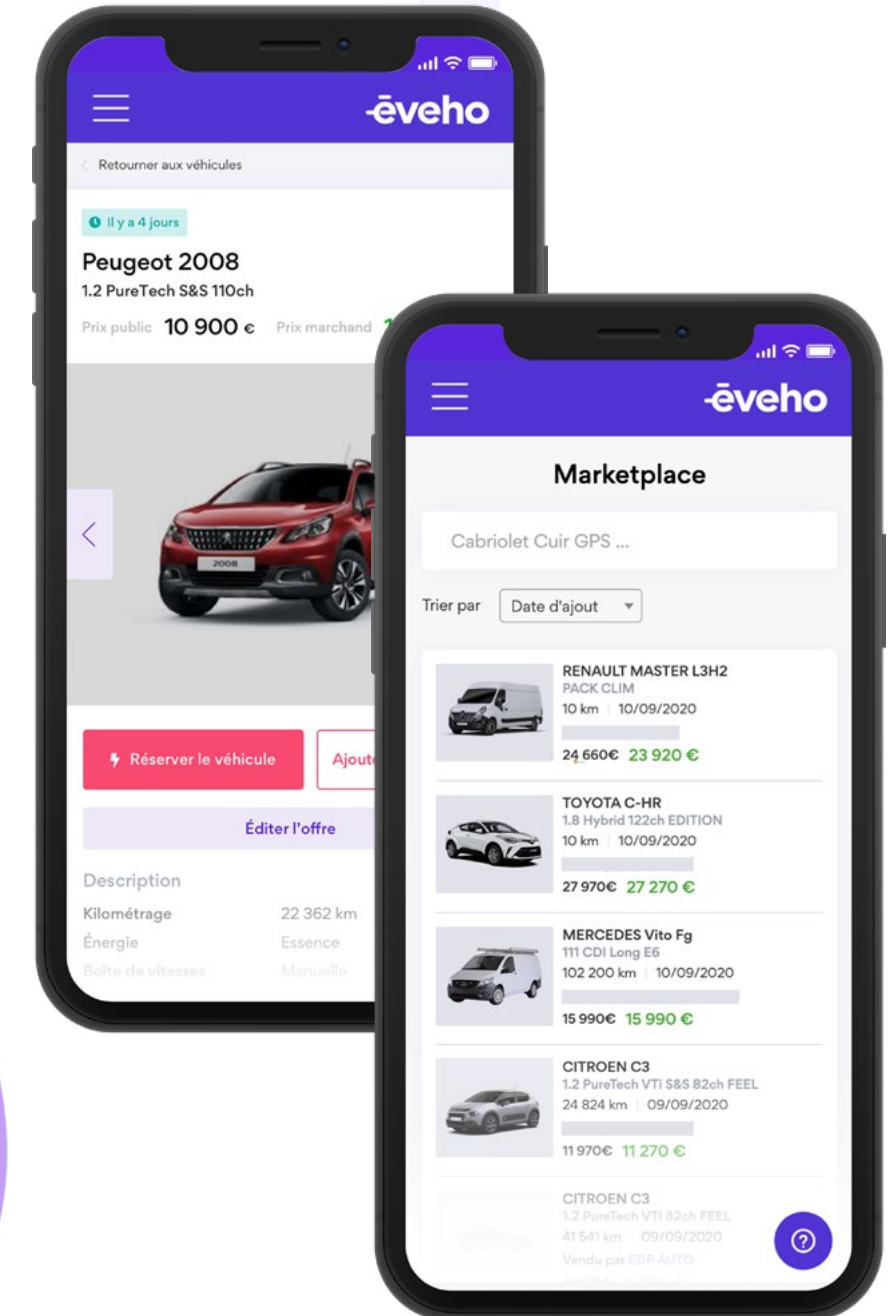 ēveho
Retourner aux véhicules
Il y a 4 jours
Peugeot 2008
1.2 PureTech S&S 110ch
Prix public 10 900 € Prix marchand
2008
Réserver le véhicule
Éditer l'offre
Description
Kilométrage 22 362 km
Énergie Essence
Boîte de vitesses Manuelle
ēveho
Marketplace
Cabriolet Cuir GPS ...
Trier par Date d'ajout
RENAULT MASTER L3H2
PACK CLIM
10 km | 10/09/2020
24 660€ 23 920 €
TOYOTA C-HR
1.8 Hybrid 122ch EDITION
10 km | 10/09/2020
27 970€ 27 270 €
MERCEDES Vito Fg
111 CDI Long E6
102 200 km | 10/09/2020
15 990€ 15 990 €
CITROEN C3
1.2 PureTech VTi S&S 82ch FEEL
24 824 km | 09/09/2020
11 970€ 11 270 €
CITROEN C3
1.2 PureTech VTi 82ch FEEL
41 541 km 09/09/2020
Vendu par EDP AUTO